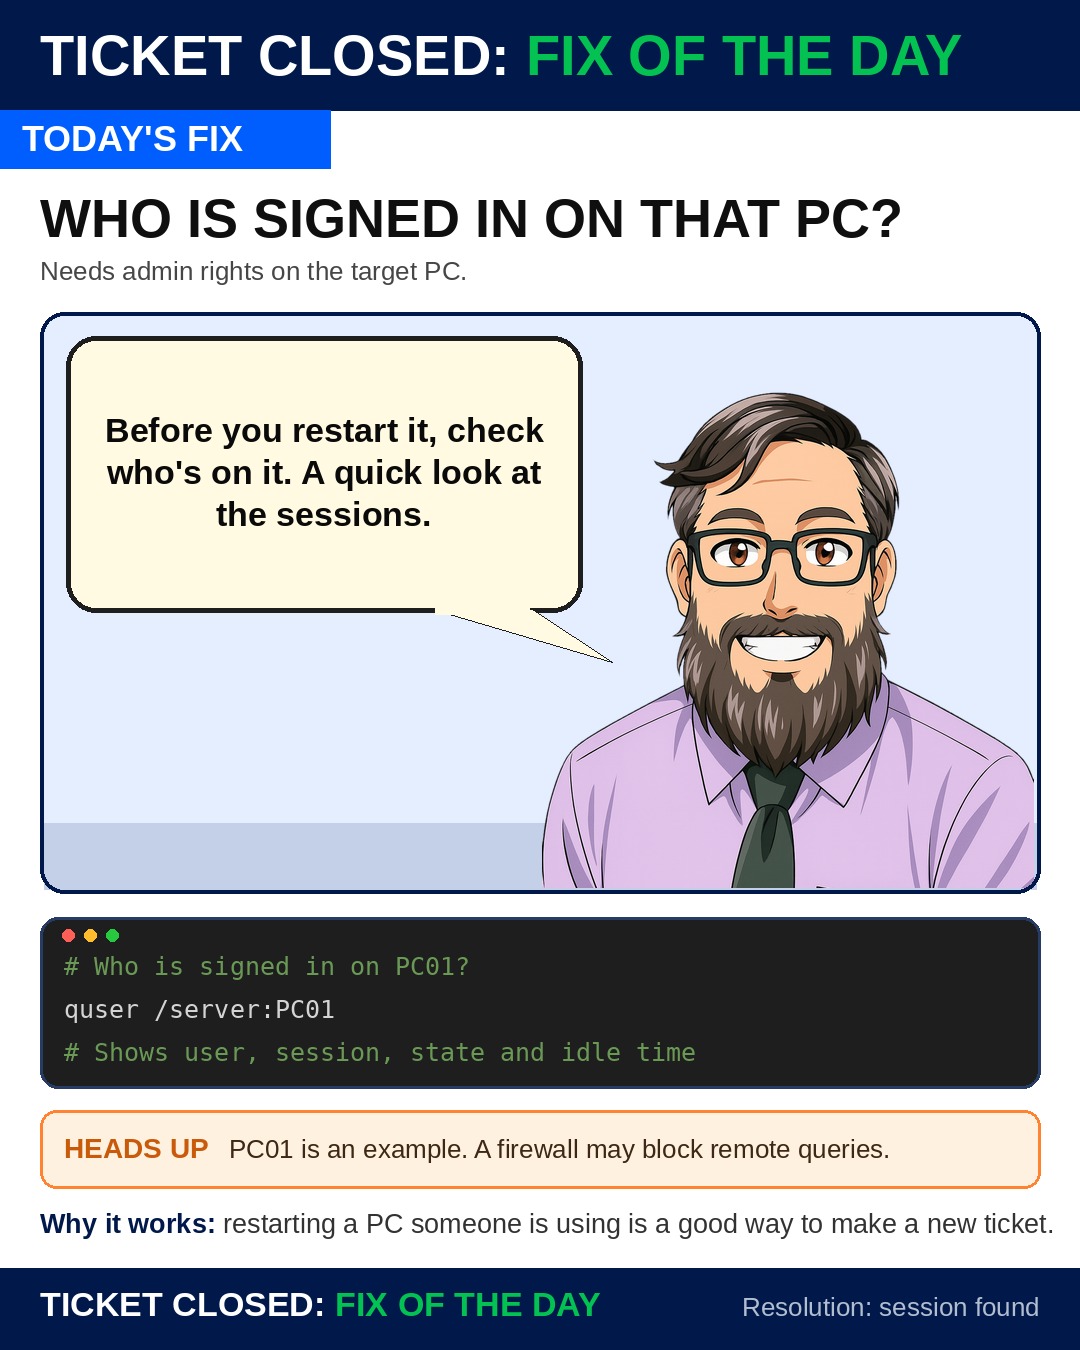 TICKET CLOSED: FIX OF THE DAY
TODAY'S FIX
WHO IS SIGNED IN ON THAT PC?
Needs admin rights on the target PC.
Before you restart it, check
who's on it. A quick look at
the sessions.
# Who is signed in on PC01?
quser /server:PC01
# Shows user, session, state and idle time
HEADS UP PC01 is an example. A firewall may block remote queries.
Why it works: restarting a PC someone is using is a good way to make a new ticket.
TICKET CLOSED: FIX OF THE DAY
Resolution: session found